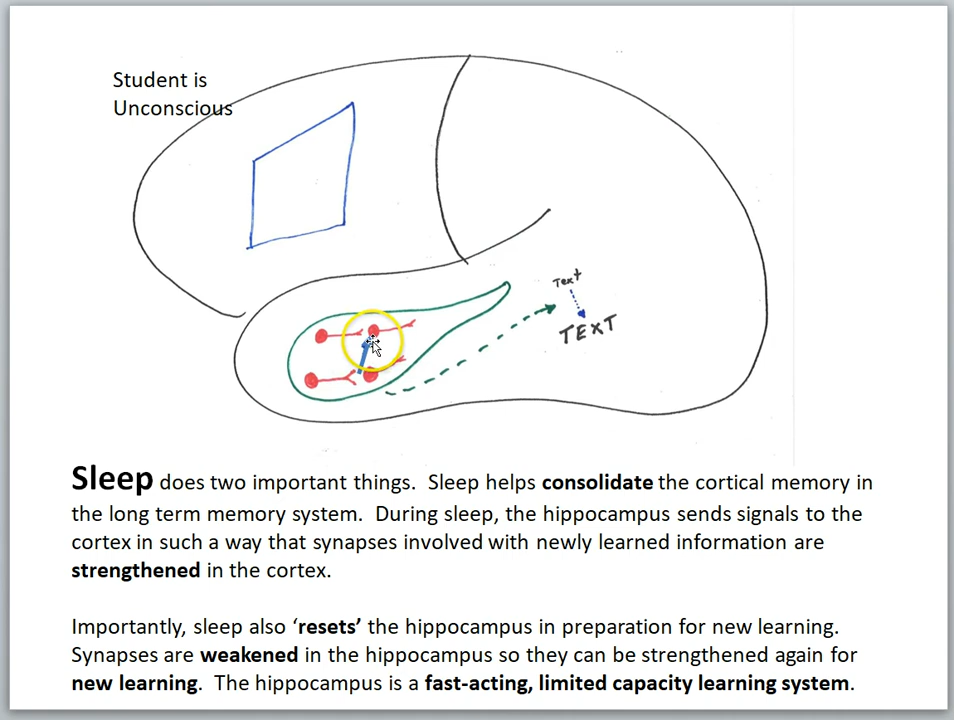 Student is
Unconscious
Text
TEXT
Sleep does two important things.  Sleep helps consolidate the cortical memory in
the long term memory system.  During sleep, the hippocampus sends signals to the
cortex in such a way that synapses involved with newly learned information are
strengthened in the cortex.
Importantly, sleep also ‘resets’ the hippocampus in preparation for new learning.
Synapses are weakened in the hippocampus so they can be strengthened again for
new learning.  The hippocampus is a fast-acting, limited capacity learning system.